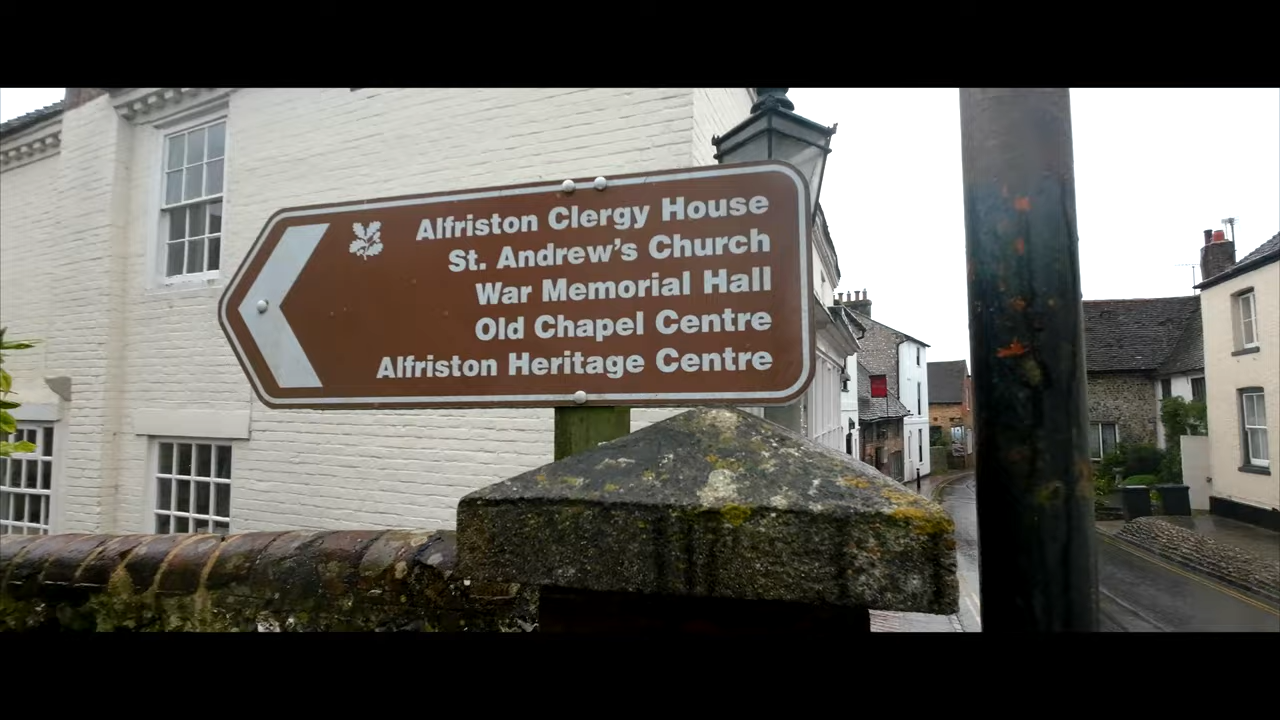 Alfriston Clergy House
St. Andrew's Church
War Memorial Hall
Old Chapel Centre
Alfriston Heritage Centre